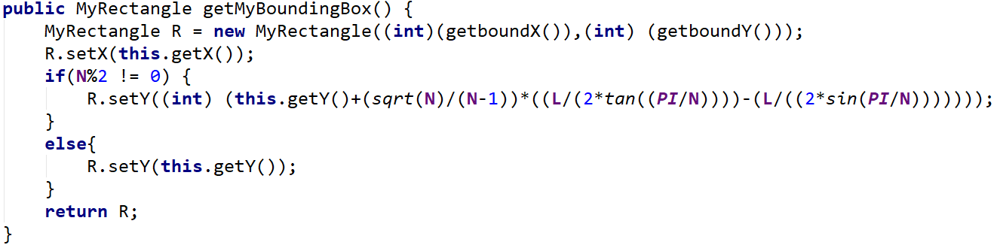 public MyRectangle getMyBoundingBox() {
    MyRectangle R = new MyRectangle((int)(getboundX()),(int) (getboundY()));
    R.setX(this.getX());
    if(N%2 != 0) {
        R.setY((int) (this.getY()+(sqrt(N)/(N-1))*((L/(2*tan((PI/N))))-(L/((2*sin(PI/N)))))));
    }
    else{
        R.setY(this.getY());
    }
    return R;
}